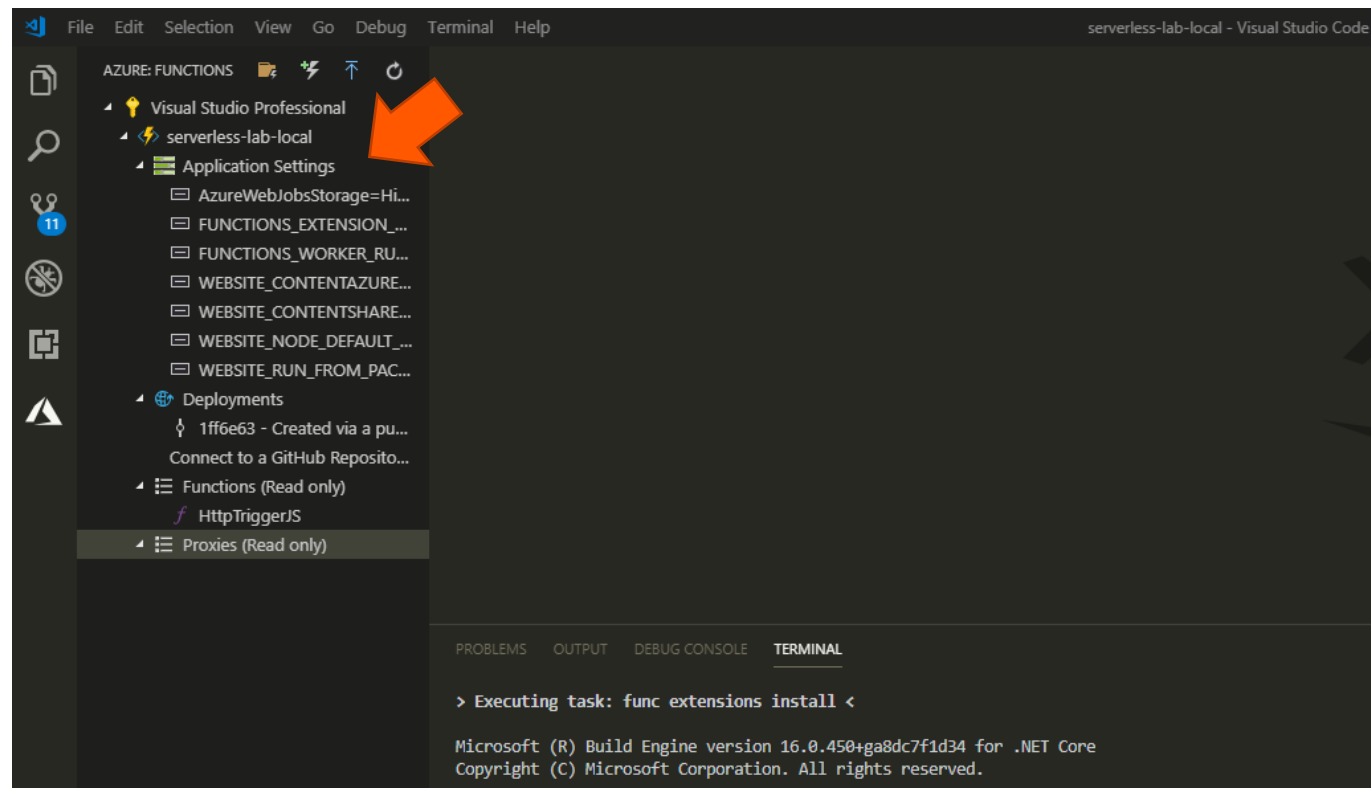 File Edit Selection View Go Debug Terminal Help
serverless-lab-local - Visual Studio Code
AZURE: FUNCTIONS
Visual Studio Professional
serverless-lab-local
Application Settings
AzureWebJobsStorage=Hi...
FUNCTIONS_EXTENSION_...
FUNCTIONS_WORKER_RU...
WEBSITE_CONTENTAZURE...
WEBSITE_CONTENTSHARE...
WEBSITE_NODE_DEFAULT_...
WEBSITE_RUN_FROM_PAC...
Deployments
1ff6e63 - Created via a pu...
Connect to a GitHub Reposito...
Functions (Read only)
f HttpTriggerJS
Proxies (Read only)
11
PROBLEMS OUTPUT DEBUG CONSOLE TERMINAL
> Executing task: func extensions install <
Microsoft (R) Build Engine version 16.0.450+ga8dc7f1d34 for .NET Core
Copyright (C) Microsoft Corporation. All rights reserved.